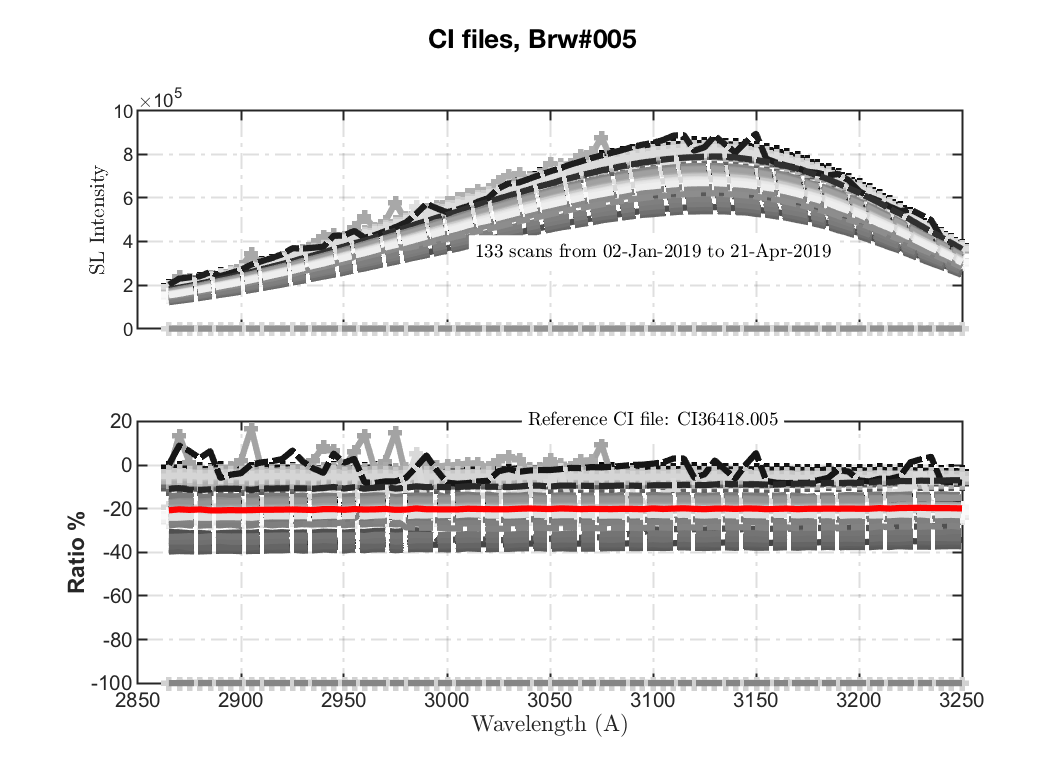 CI files, Brw#005
×10^5
10
8
6
4
2
0
SL Intensity
133 scans from 02-Jan-2019 to 21-Apr-2019
Reference CI file: CI36418.005
20
0
-20
-40
-60
-80
-100
Ratio %
2850 2900 2950 3000 3050 3100 3150 3200 3250
Wavelength (A)